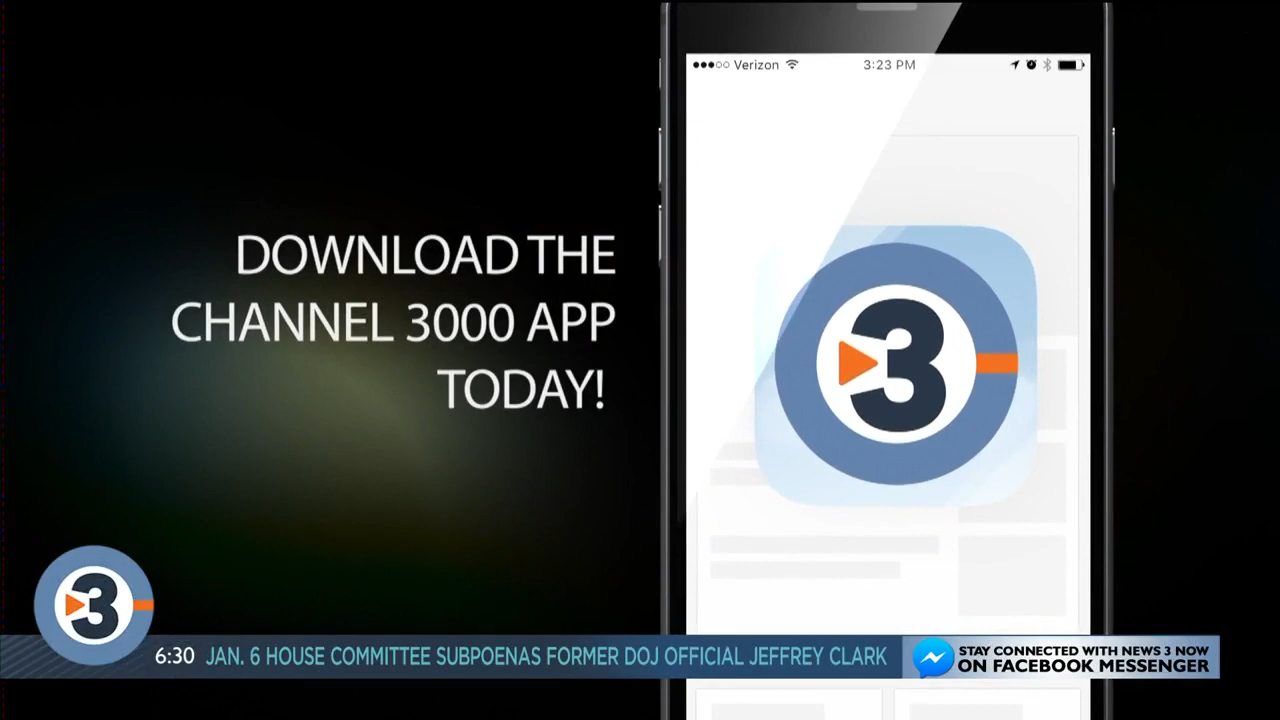 ●●●○○ Verizon 3:23 PM
DOWNLOAD THE
CHANNEL 3000 APP
TODAY!
3
3
6:30 JAN. 6 HOUSE COMMITTEE SUBPOENAS FORMER DOJ OFFICIAL JEFFREY CLARK
STAY CONNECTED WITH NEWS 3 NOW
ON FACEBOOK MESSENGER